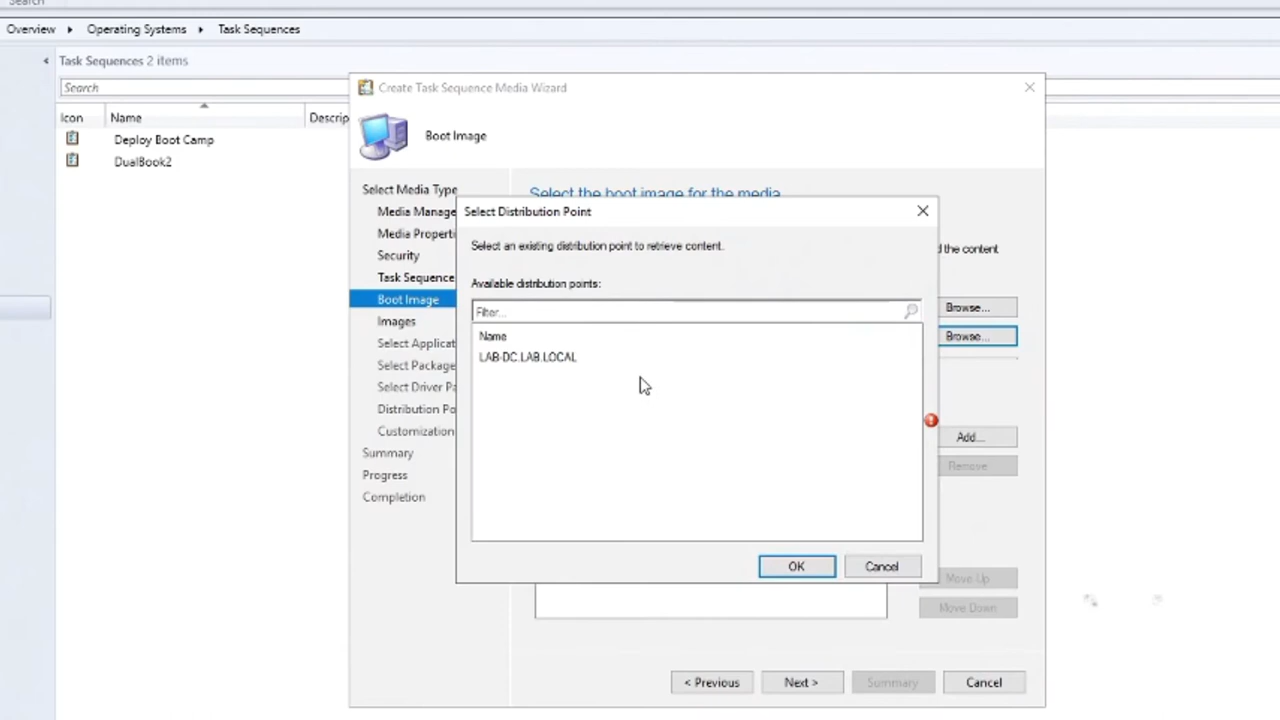 Search
Overview ▸ Operating Systems ▸ Task Sequences
Task Sequences 2 items
Search
Icon Name Descrip
Deploy Boot Camp
DualBook2
Create Task Sequence Media Wizard
Boot Image
Select Media Type
Media Manage
Media Properti
Security
Task Sequence
Boot Image
Images
Select Applicat
Select Package
Select Driver Pa
Distribution Po
Customization
Summary
Progress
Completion
Select the boot image for the media
d the content
Browse...
Browse...
Add...
Remove
Move Up
Move Down
Select Distribution Point
Select an existing distribution point to retrieve content.
Available distribution points:
Filter...
Name
LAB-DC.LAB.LOCAL
OK Cancel
< Previous Next > Summary Cancel